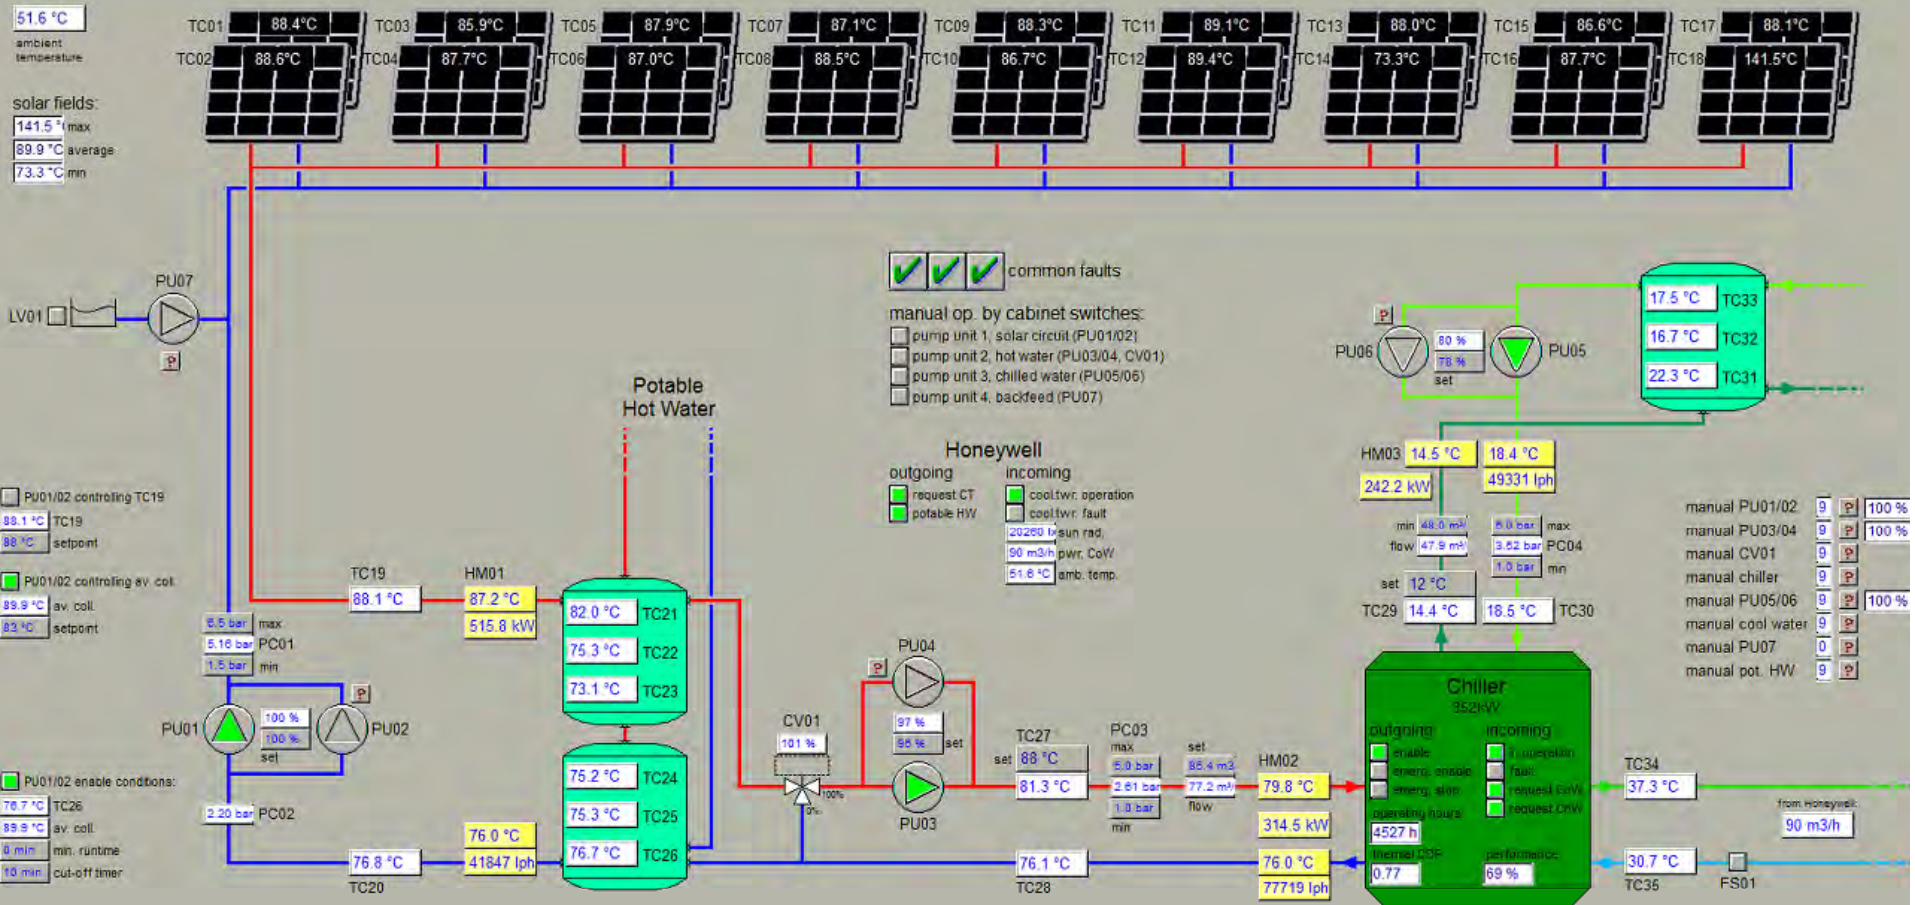 51.6 °C
ambient
temperature
TC01 88.4°C
TC02 88.6°C
TC03 85.9°C
TC04 87.7°C
TC05 87.9°C
TC06 87.0°C
TC07 87.1°C
TC08 88.5°C
TC09 88.3°C
TC10 86.7°C
TC11 89.1°C
TC12 89.4°C
TC13 88.0°C
TC14 73.3°C
TC15 86.6°C
TC16 87.7°C
TC17 88.1°C
TC18 141.5°C
solar fields:
141.5 ° max
89.9 °C average
73.3 °C min
PU07
LV01
?
common faults
manual op. by cabinet switches:
pump unit 1, solar circuit (PU01/02)
pump unit 2, hot water (PU03/04, CV01)
pump unit 3, chilled water (PU05/06)
pump unit 4, backfeed (PU07)
Honeywell
outgoing
request CT
potable HW
incoming
cool.twr. operation
cool.twr. fault
20260 lx sun rad.
90 m3/h pwr. CoW
51.6 °C amb. temp.
?
PU06
80 %
78 %
set
PU05
17.5 °C TC33
16.7 °C TC32
22.3 °C TC31
HM03 14.5 °C
18.4 °C
242.2 kW
49331 lph
min 48.0 m³/
flow 47.9 m³/
6.0 bar max
3.52 bar PC04
1.0 bar min
set 12 °C
TC29 14.4 °C
18.5 °C TC30
manual PU01/02 9 ? 100 %
manual PU03/04 9 ? 100 %
manual CV01 9 ?
manual chiller 9 ?
manual PU05/06 9 ? 100 %
manual cool water 9 ?
manual PU07 0 ?
manual pot. HW 9 ?
Potable
Hot Water
PU01/02 controlling TC19
88.1 °C TC19
88 °C setpoint
PU01/02 controlling av. coll.
89.9 °C av. coll.
83 °C setpoint
TC19
88.1 °C
HM01
87.2 °C
515.8 kW
82.0 °C TC21
75.3 °C TC22
73.1 °C TC23
6.5 bar max
5.16 bar PC01
1.5 bar min
?
PU01
100 %
100 %
set
PU02
PU01/02 enable conditions:
76.7 °C TC26
89.9 °C av. coll.
0 min min. runtime
10 min cut-off timer
2.20 bar PC02
76.8 °C
TC20
76.0 °C
41847 lph
75.2 °C TC24
75.3 °C TC25
76.7 °C TC26
CV01
101 %
100%
0%
PU04
?
97 %
set
PU03
TC27
set 88 °C
81.3 °C
PC03
max
5.0 bar
2.61 bar
1.0 bar
min
set
85.4 m3
77.2 m³/
flow
HM02
79.8 °C
314.5 kW
76.0 °C
77719 lph
76.1 °C
TC28
Chiller
352kW
outgoing
enable
emerg. enable
emerg. stop
incoming
operation
fault
request CoW
request CHW
operating hours
4527 h
thermal COP
0.77
performance
69 %
TC34
37.3 °C
from Honeywell:
90 m3/h
30.7 °C
TC35
FS01